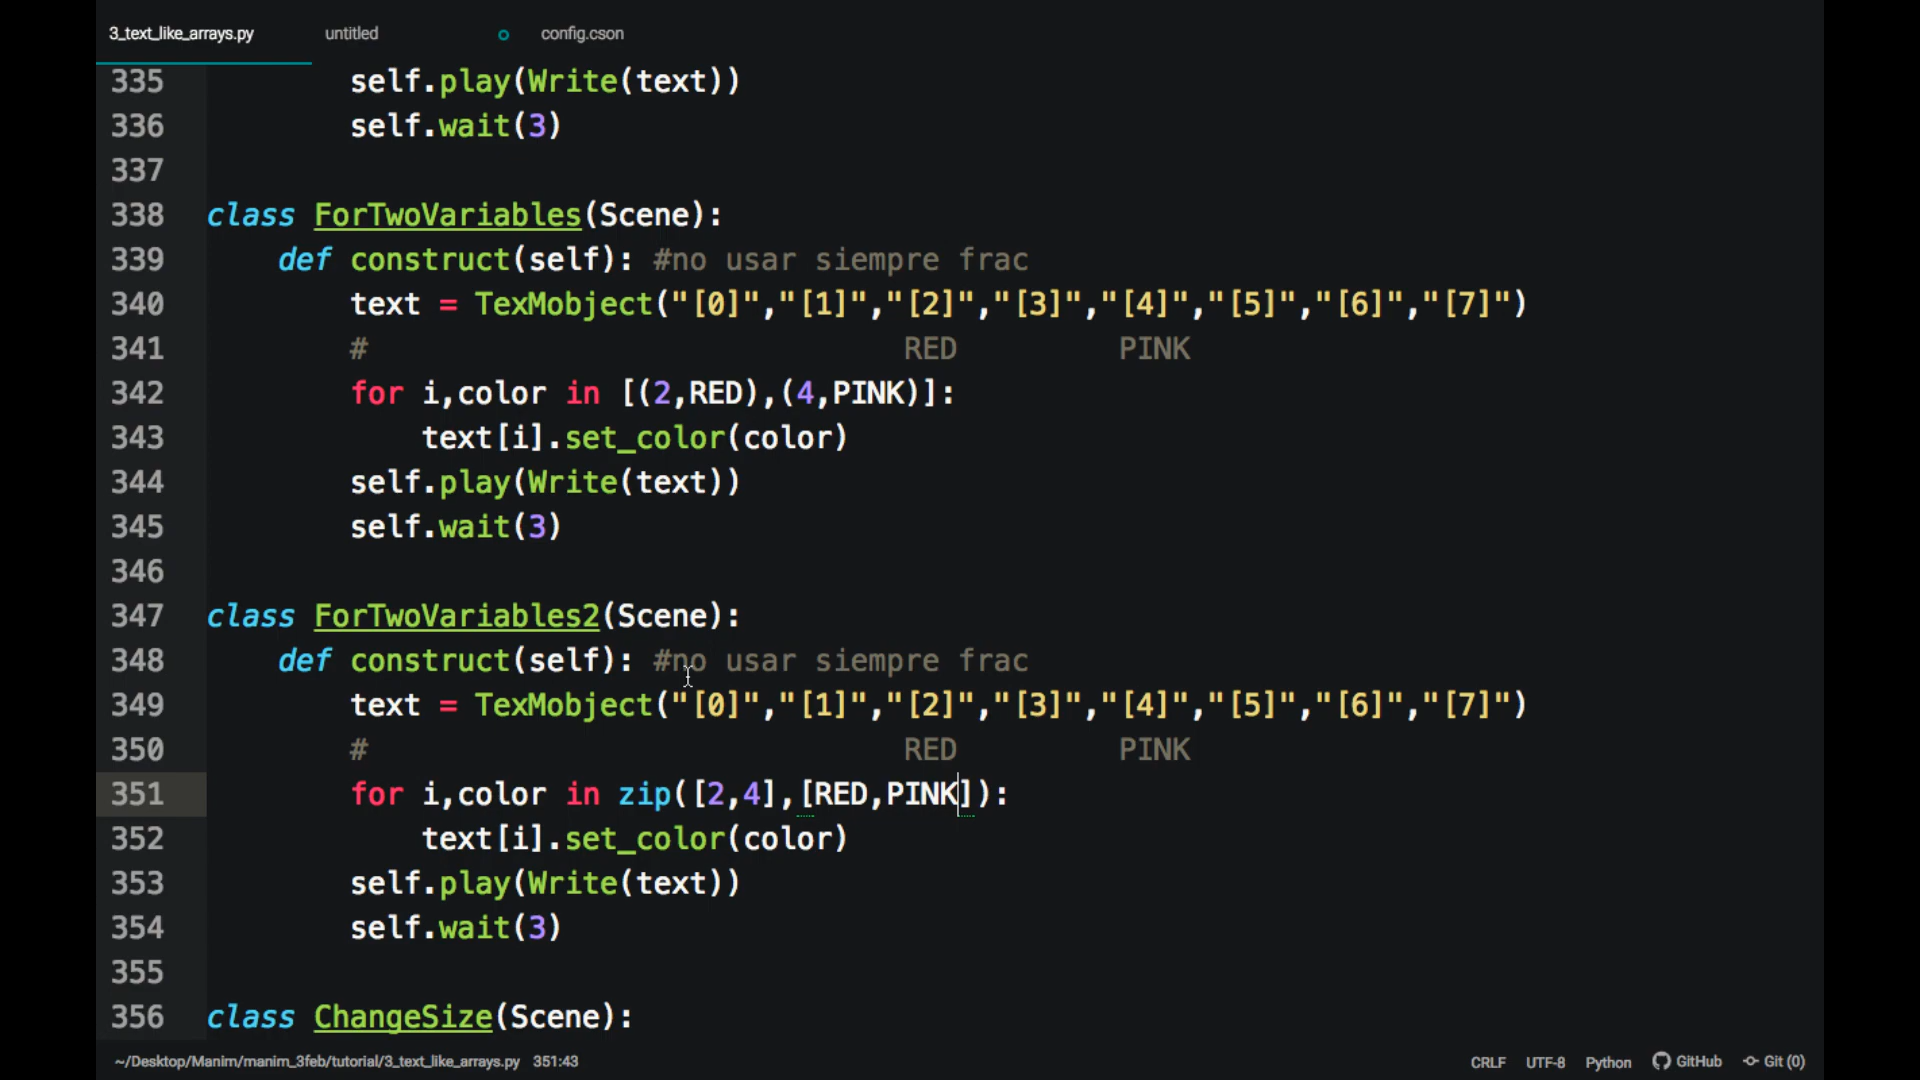 3_text_like_arrays.py untitled config.cson
335 self.play(Write(text))
336 self.wait(3)
337
338 class ForTwoVariables(Scene):
339 def construct(self): #no usar siempre frac
340 text = TexMobject("[0]","[1]","[2]","[3]","[4]","[5]","[6]","[7]")
341 # RED PINK
342 for i,color in [(2,RED),(4,PINK)]:
343 text[i].set_color(color)
344 self.play(Write(text))
345 self.wait(3)
346
347 class ForTwoVariables2(Scene):
348 def construct(self): #no usar siempre frac
349 text = TexMobject("[0]","[1]","[2]","[3]","[4]","[5]","[6]","[7]")
350 # RED PINK
351 for i,color in zip([2,4],[RED,PINK]):
352 text[i].set_color(color)
353 self.play(Write(text))
354 self.wait(3)
355
356 class ChangeSize(Scene):
~/Desktop/Manim/manim_3feb/tutorial/3_text_like_arrays.py 351:43 CRLF UTF-8 Python GitHub Git (0)